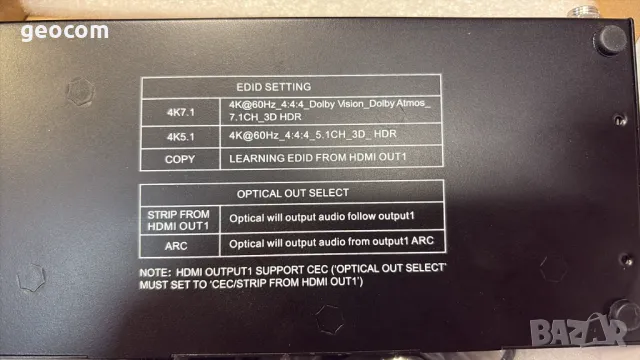 geocom
EDID SETTING
4K7.1
4K@60Hz_4:4:4_Dolby Vision_Dolby Atmos_
7.1CH_3D HDR
4K5.1
4K@60Hz_4:4:4_5.1CH_3D_ HDR
COPY
LEARNING EDID FROM HDMI OUT1
OPTICAL OUT SELECT
STRIP FROM
HDMI OUT1
Optical will output audio follow output1
ARC
Optical will output audio from output1 ARC
NOTE: HDMI OUTPUT1 SUPPORT CEC ('OPTICAL OUT SELECT'
MUST SET TO 'CEC/STRIP FROM HDMI OUT1')
BAZAR
bg